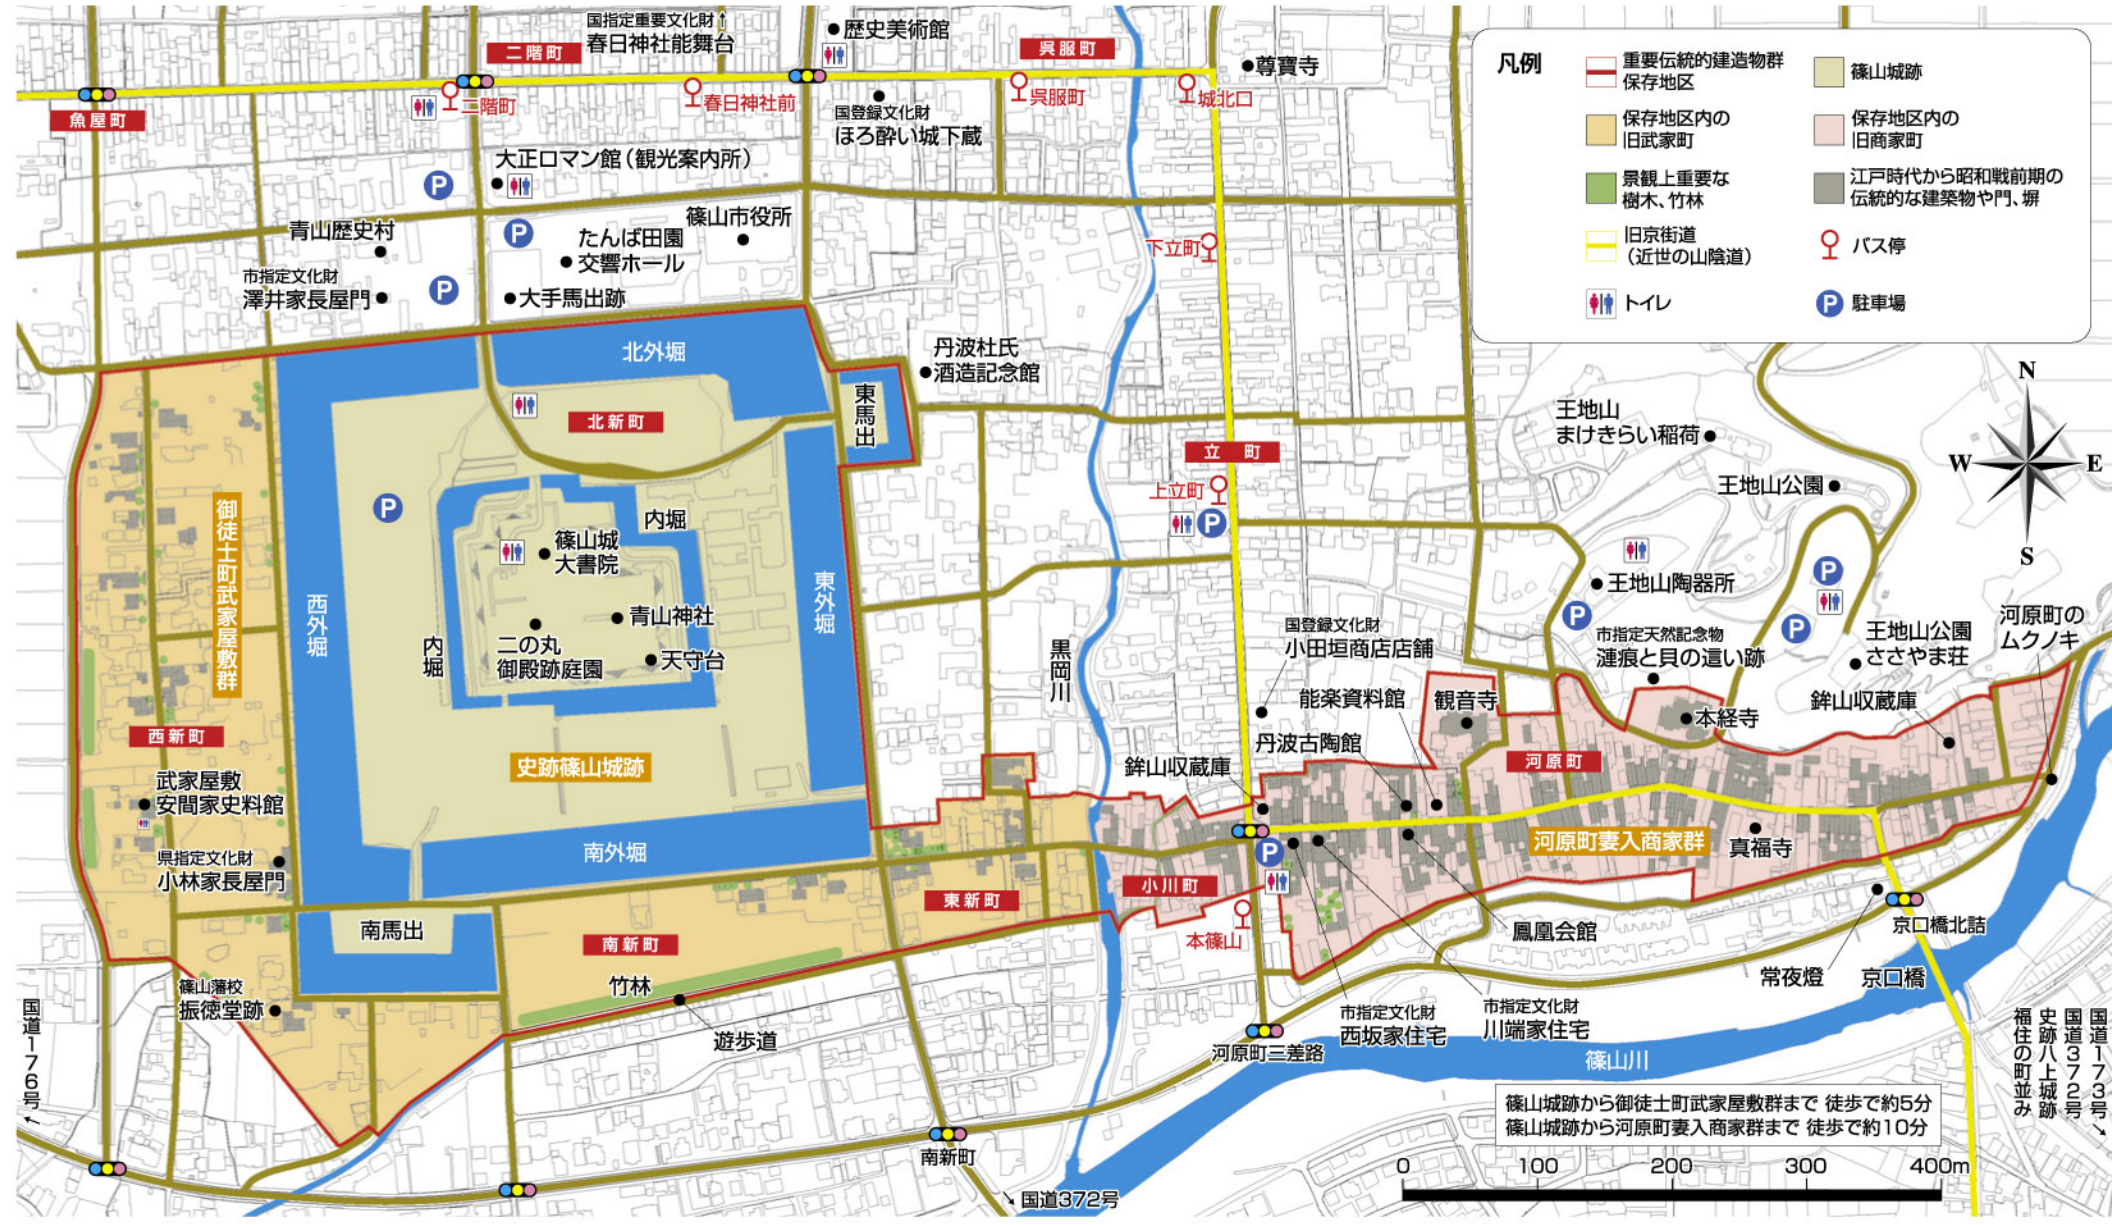 国指定重要文化財↑
春日神社能舞台
歴史美術館
二階町
呉服町
尊寶寺
魚屋町
二階町
春日神社前
呉服町
城北口
国登録文化財
ほろ酔い城下蔵
大正ロマン館（観光案内所）
P
青山歴史村
市指定文化財
澤井家長屋門
P
P
たんば田園
交響ホール
篠山市役所
大手馬出跡
下立町
凡例
重要伝統的建造物群
保存地区
篠山城跡
保存地区内の
旧武家町
保存地区内の
旧商家町
景観上重要な
樹木、竹林
江戸時代から昭和戦前期の
伝統的な建築物や門、塀
旧京街道
（近世の山陰道）
バス停
トイレ
P
駐車場
N
W
E
S
北外堀
丹波杜氏
酒造記念館
東馬出
北新町
王地山
まけきらい稲荷
立町
上立町
P
王地山公園
御徒士町武家屋敷群
P
内堀
篠山城
大書院
青山神社
二の丸
御殿跡庭園
天守台
西外堀
内堀
東外堀
黒岡川
王地山陶器所
P
P
P
国登録文化財
小田垣商店店舗
市指定天然記念物
漣痕と貝の這い跡
王地山公園
ささやま荘
河原町の
ムクノキ
能楽資料館
観音寺
本経寺
鉾山収蔵庫
丹波古陶館
河原町
鉾山収蔵庫
西新町
史跡篠山城跡
武家屋敷
安間家史料館
県指定文化財
小林家長屋門
南外堀
P
河原町妻入商家群
真福寺
小川町
東新町
南馬出
南新町
本篠山
鳳凰会館
京口橋北詰
常夜燈
京口橋
竹林
篠山藩校
振徳堂跡
遊歩道
市指定文化財
西坂家住宅
市指定文化財
川端家住宅
河原町三差路
篠山川
国道176号←
国道173号→
国道372号
史跡八上城跡
福住の町並み
篠山城跡から御徒士町武家屋敷群まで 徒歩で約5分
篠山城跡から河原町妻入商家群まで 徒歩で約10分
南新町
国道372号
0 100 200 300 400m